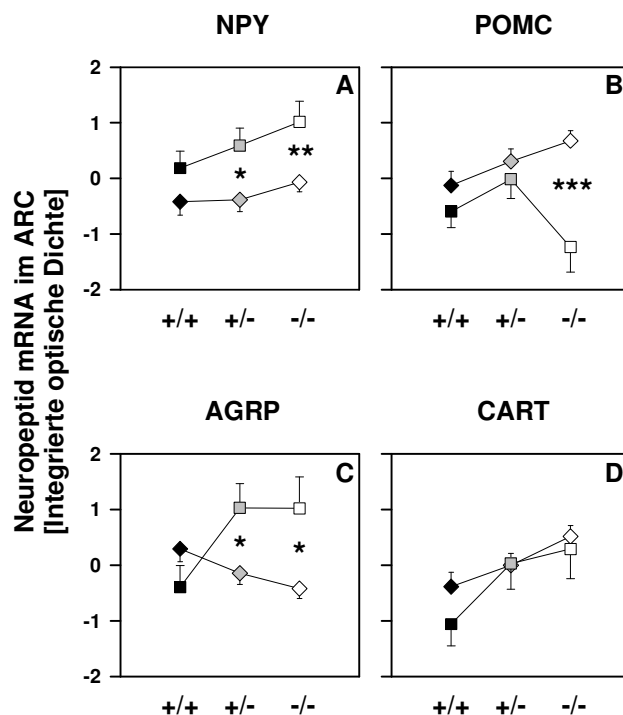 NPY POMC
Neuropeptid mRNA im ARC
[Integrierte optische Dichte]
2 A B
1
0 * ** ***
-1
-2
+/+ +/- -/- +/+ +/- -/-
AGRP CART
2 C D
1
0 * *
-1
-2
+/+ +/- -/- +/+ +/- -/-